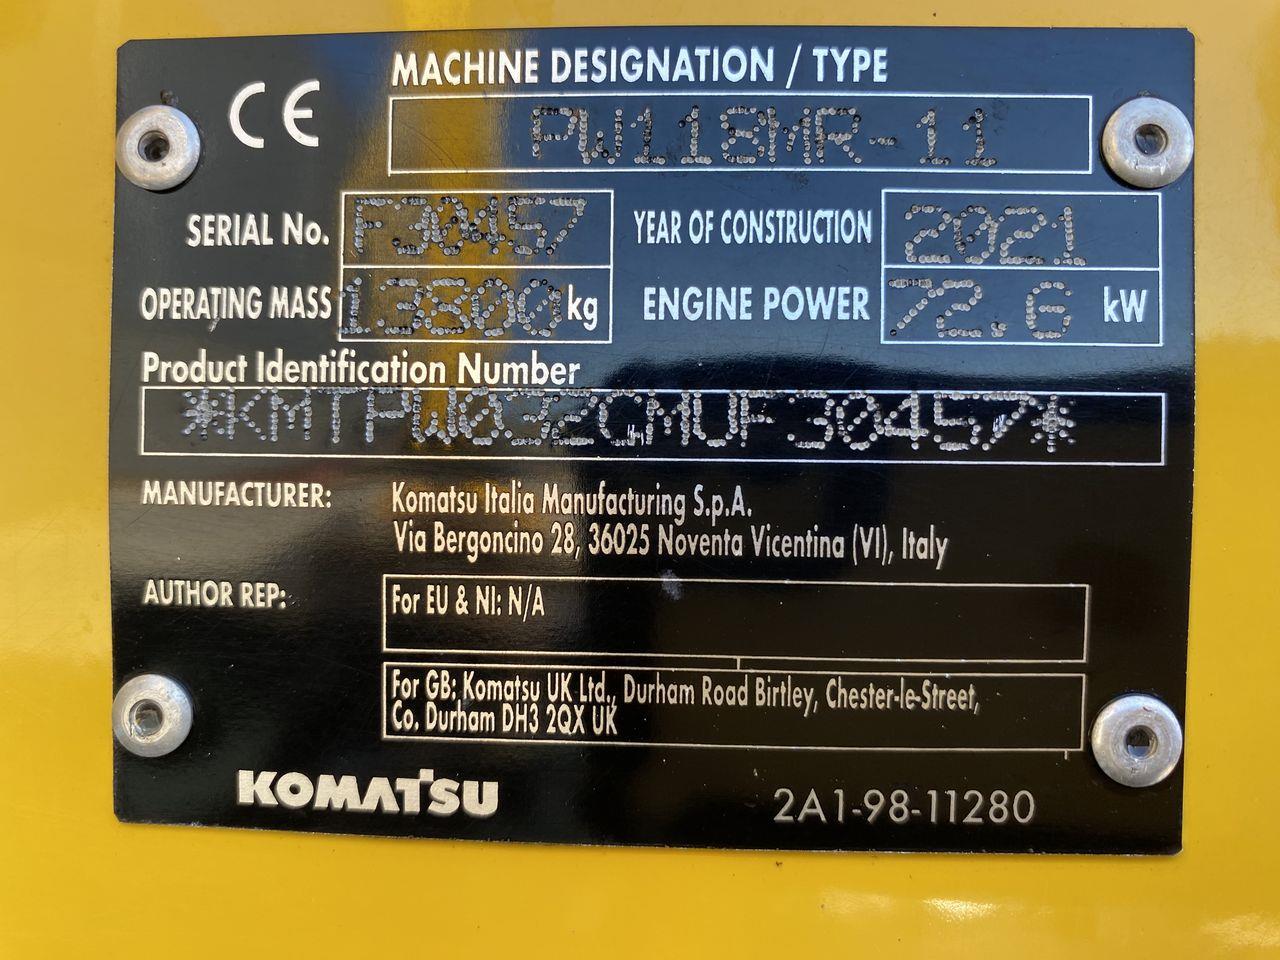 CE
MACHINE DESIGNATION / TYPE
PW118MR-11
SERIAL No. F30457 YEAR OF CONSTRUCTION 2021
OPERATING MASS 13800 kg ENGINE POWER 72.6 kW
Product Identification Number
*KMTPW032CMUF30457*
MANUFACTURER: Komatsu Italia Manufacturing S.p.A.
Via Bergoncino 28, 36025 Noventa Vicentina (VI), Italy
AUTHOR REP: For EU & NI: N/A
For GB: Komatsu UK Ltd., Durham Road Birtley, Chester-le-Street,
Co. Durham DH3 2QX UK
KOMATSU 2A1-98-11280